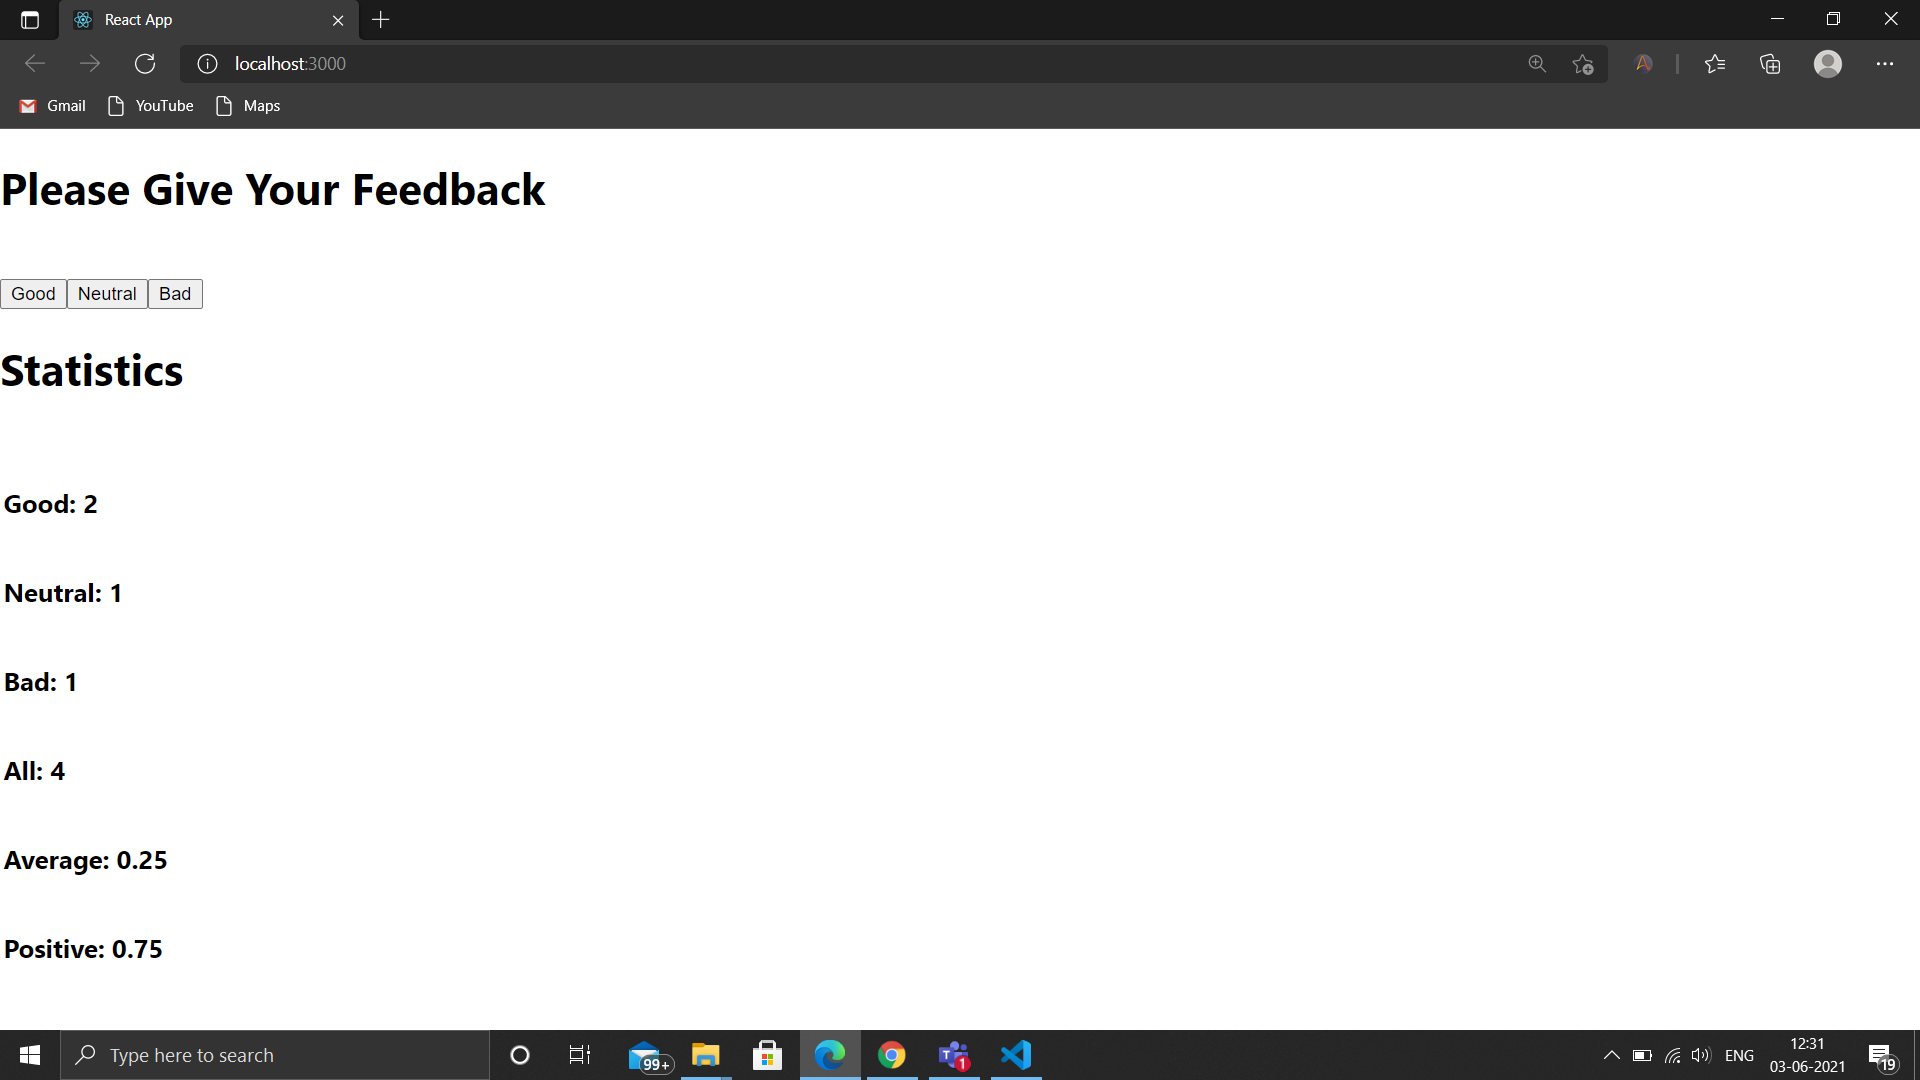 React App
localhost:3000
Gmail YouTube Maps
Please Give Your Feedback
Good Neutral Bad
Statistics
Good: 2
Neutral: 1
Bad: 1
All: 4
Average: 0.25
Positive: 0.75
Type here to search
99+
T 1
ENG
12:31
03-06-2021
19